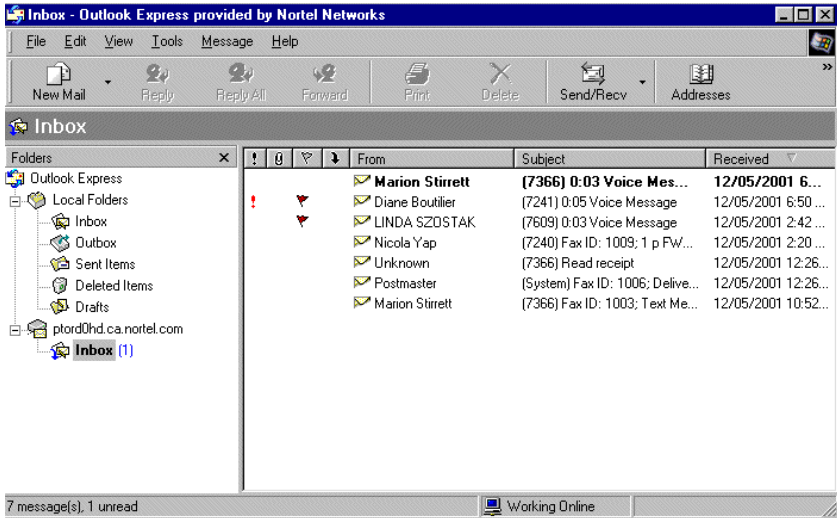 Inbox - Outlook Express provided by Nortel Networks
File Edit View Tools Message Help
New Mail Reply Reply All Forward Print Delete Send/Recv Addresses »
Inbox
Folders × ! From Subject Received
Outlook Express
Local Folders
Inbox
Outbox
Sent Items
Deleted Items
Drafts
ptord0hd.ca.nortel.com
Inbox (1)
Marion Stirrett (7366) 0:03 Voice Mes... 12/05/2001 6...
! Diane Boutilier (7241) 0:05 Voice Message 12/05/2001 6:50 ...
LINDA SZOSTAK (7609) 0:03 Voice Message 12/05/2001 2:42 ...
Nicola Yap (7240) Fax ID: 1009; 1 p FW... 12/05/2001 2:20 ...
Unknown (7366) Read receipt 12/05/2001 12:26...
Postmaster (System) Fax ID: 1006; Delive... 12/05/2001 12:26...
Marion Stirrett (7366) Fax ID: 1003; Text Me... 12/05/2001 10:52...
7 message(s), 1 unread Working Online